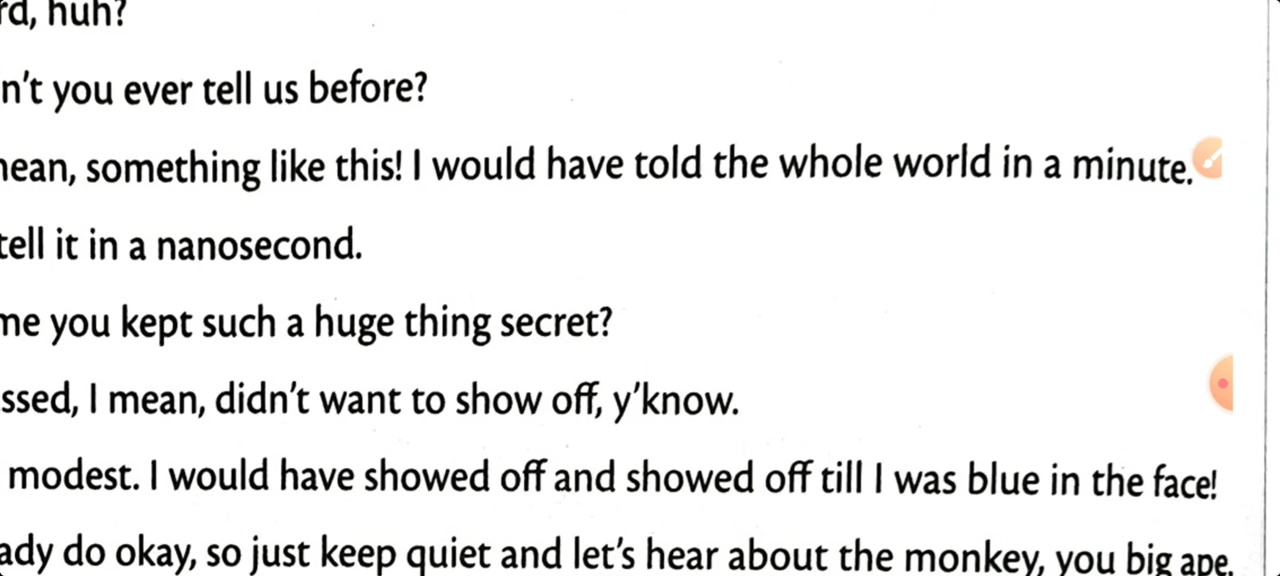 rd, huh?
n't you ever tell us before?
ean, something like this! I would have told the whole world in a minute.
tell it in a nanosecond.
me you kept such a huge thing secret?
ssed, I mean, didn't want to show off, y'know.
modest. I would have showed off and showed off till I was blue in the face!
ady do okay, so just keep quiet and let's hear about the monkey, you big ape.